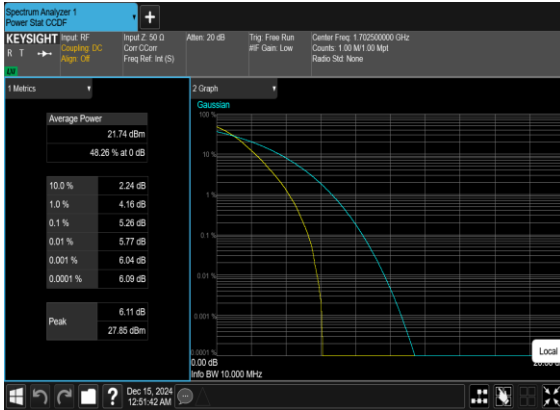 Spectrum Analyzer 1
Power Stat CCDF
KEYSIGHT
R T
Input: RF
Coupling: DC
Align: Off
Input Z: 50 Ω
Corr CCorr
Freq Ref: Int (S)
Atten: 20 dB
Trig: Free Run
#IF Gain: Low
Center Freq: 1.702500000 GHz
Counts: 1.00 M/1.00 Mpt
Radio Std: None
1 Metrics
Average Power
21.74 dBm
48.26 % at 0 dB
10.0 % 2.24 dB
1.0 % 4.16 dB
0.1 % 5.26 dB
0.01 % 5.77 dB
0.001 % 6.04 dB
0.0001 % 6.09 dB
Peak
6.11 dB
27.85 dBm
2 Graph
Gaussian
100 %
10 %
1 %
0.1 %
0.01 %
0.001 %
0.0001 %
0.00 dB
Info BW 10.000 MHz
Local
Dec 15, 2024
12:51:42 AM